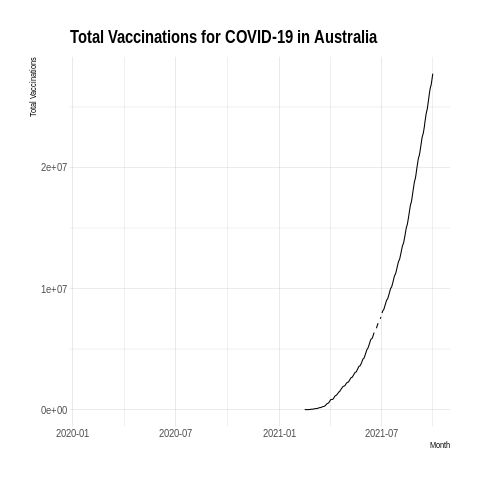 Total Vaccinations for COVID-19 in Australia
Total Vaccinations
2e+07
1e+07
0e+00
2020-01 2020-07 2021-01 2021-07
Month